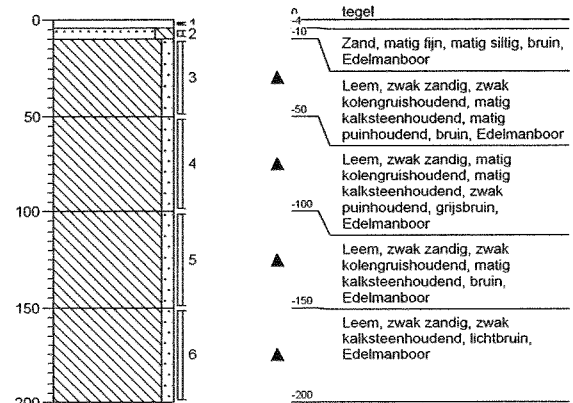 0
50
100
150
200
1
2
3
4
5
6
0
-4
-10
-50
-100
-150
-200
tegel
Zand, matig fijn, matig siltig, bruin,
Edelmanboor
Leem, zwak zandig, zwak
kolengruishoudend, matig
kalksteenhoudend, matig
puinhoudend, bruin, Edelmanboor
Leem, zwak zandig, matig
kolengruishoudend, matig
kalksteenhoudend, zwak
puinhoudend, grijsbruin,
Edelmanboor
Leem, zwak zandig, zwak
kolengruishoudend, matig
kalksteenhoudend, bruin,
Edelmanboor
Leem, zwak zandig, zwak
kalksteenhoudend, lichtbruin,
Edelmanboor